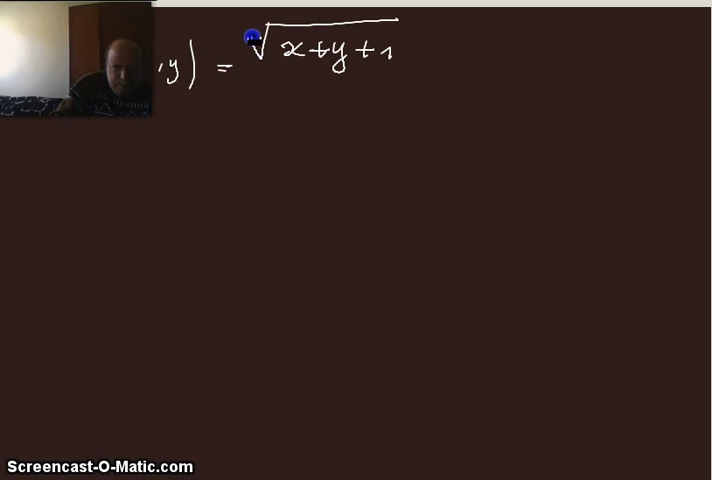 ,y) = √x+y+1
Screencast-O-Matic.com